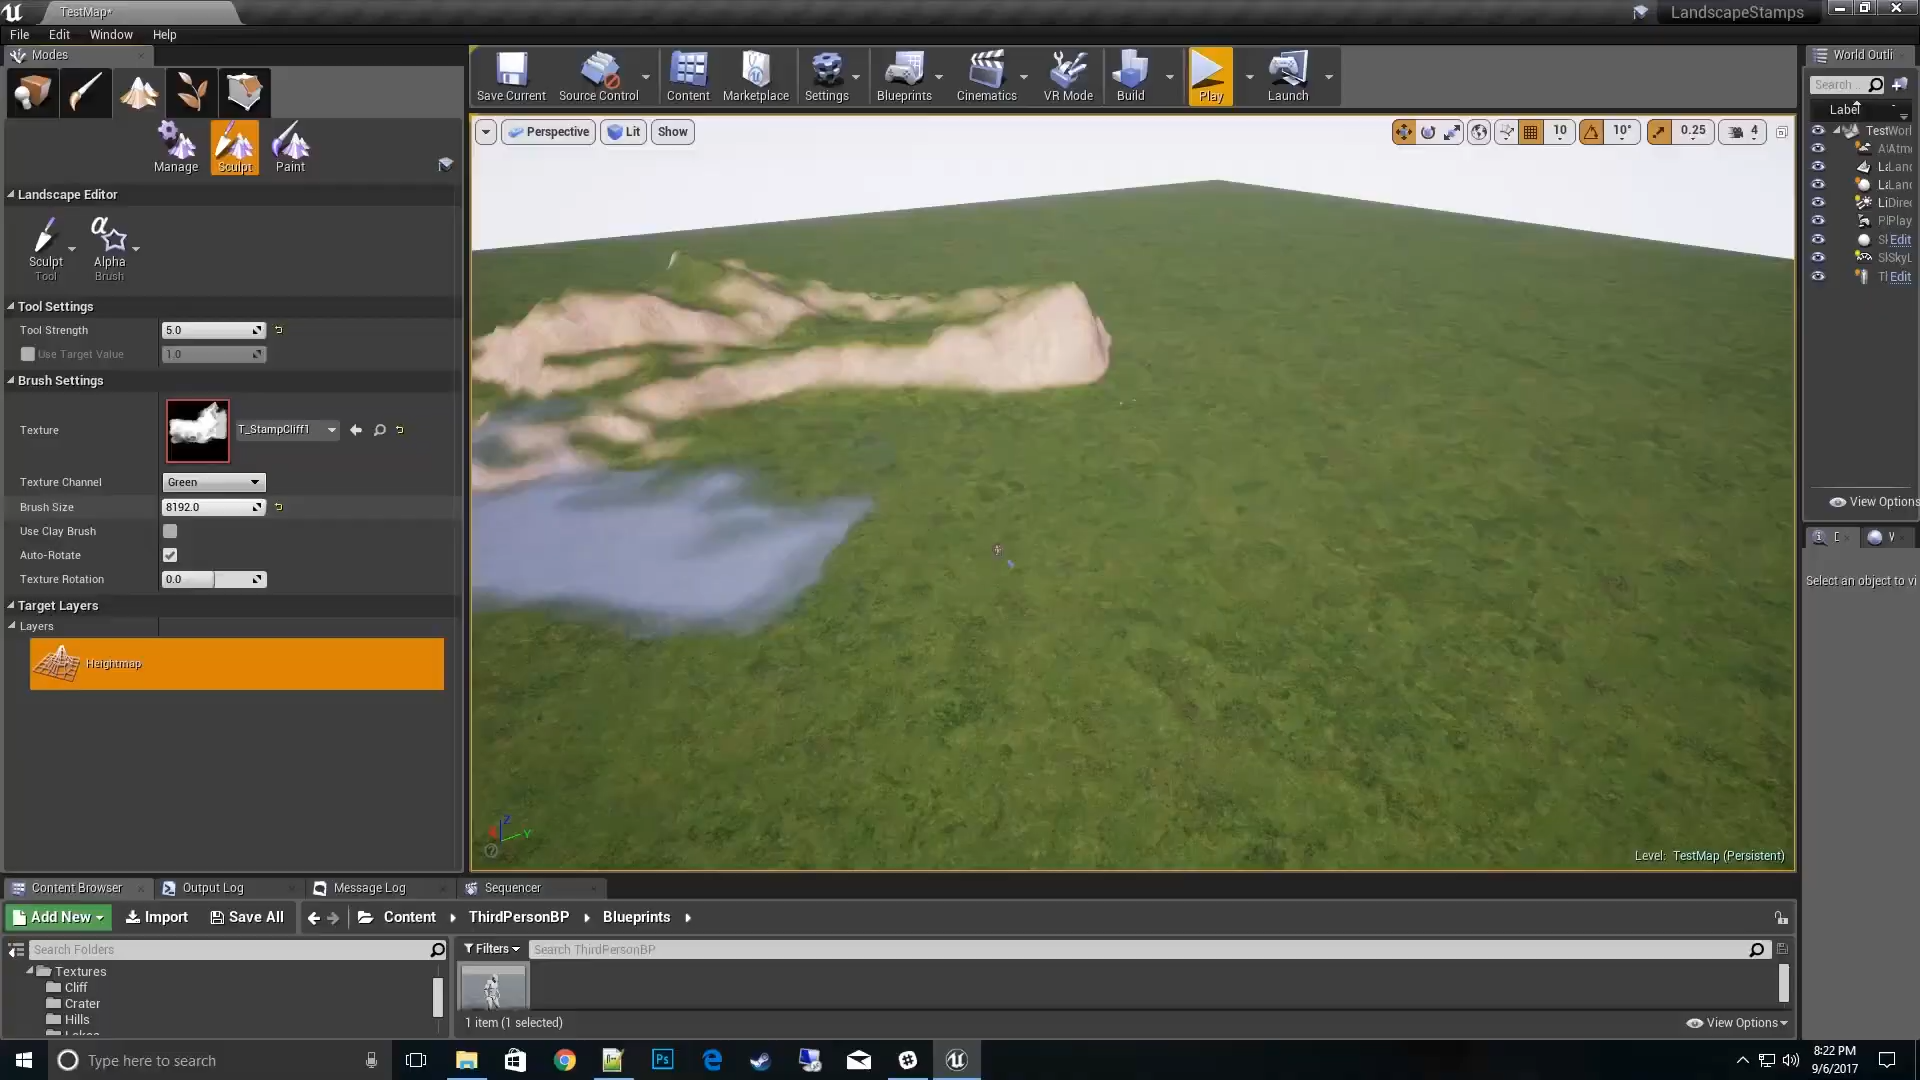 TestMap*
LandscapeStamps
File Edit Window Help
Modes
Manage Sculpt Paint
Landscape Editor
Sculpt Alpha
Tool Brush
Tool Settings
Tool Strength 5.0
Use Target Value 1.0
Brush Settings
Texture T_StampCliff1
Texture Channel Green
Brush Size 8192.0
Use Clay Brush
Auto-Rotate
Texture Rotation 0.0
Target Layers
Layers
Heightmap
Save Current Source Control Content Marketplace Settings Blueprints Cinematics VR Mode Build Play Launch
Perspective Lit Show
10 10° 0.25 4
Z
Y
Level: TestMap (Persistent)
World Outli
Search
Label
TestWorl
Edit
Edit
View Options
Select an object to vi
Content Browser Output Log Message Log Sequencer
Add New Import Save All Content ThirdPersonBP Blueprints
Search Folders
Textures
Cliff
Crater
Hills
Filters Search ThirdPersonBP
1 item (1 selected)
View Options
Type here to search
8:22 PM
9/6/2017